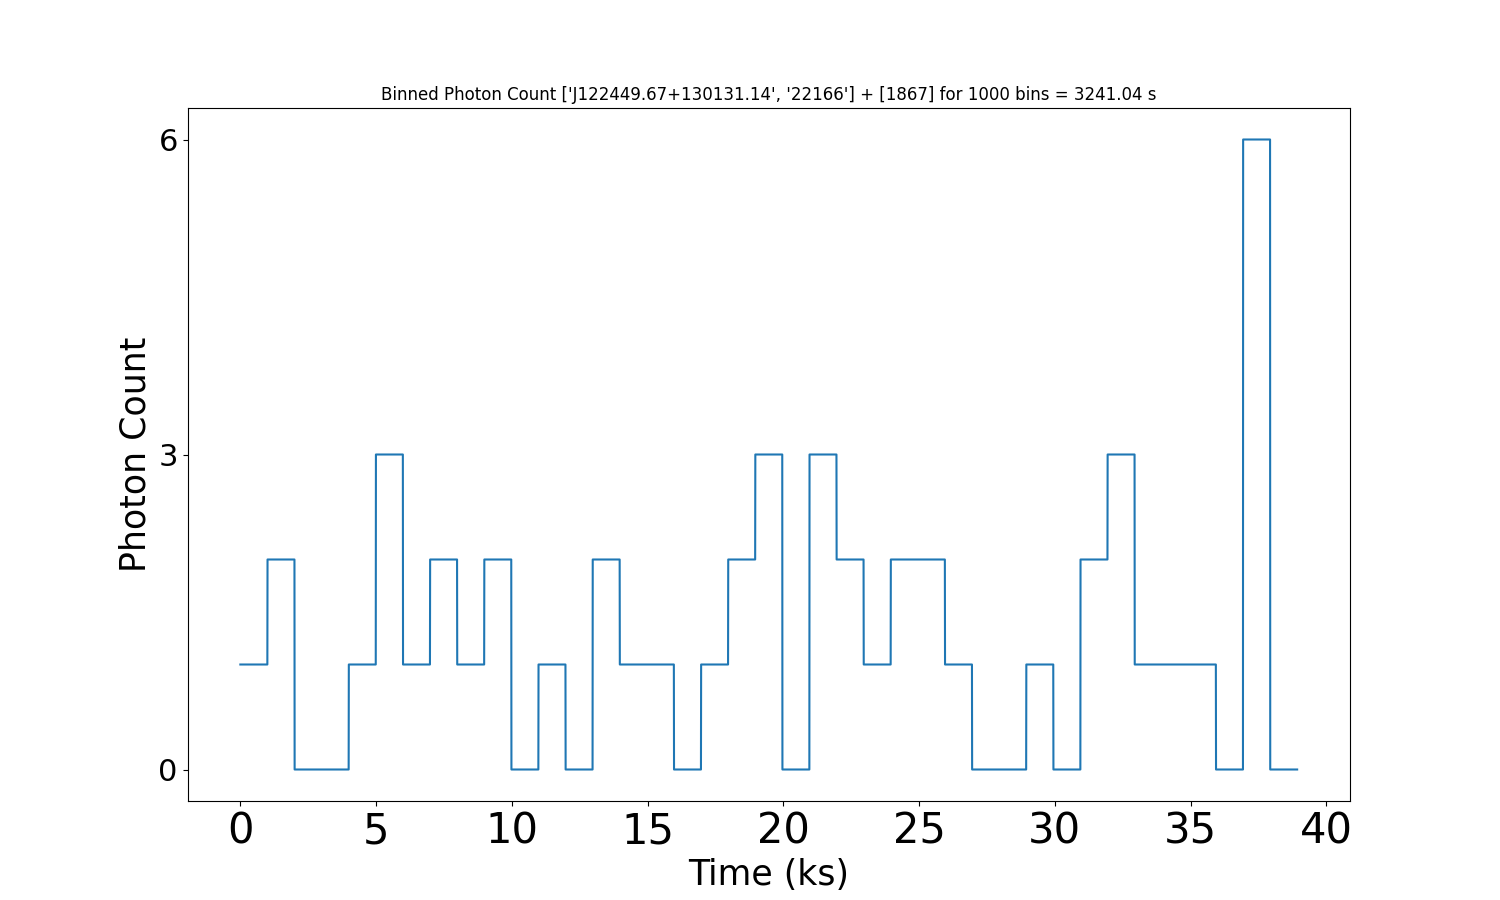 Binned Photon Count ['J122449.67+130131.14', '22166'] + [1867] for 1000 bins = 3241.04 s
6
3
0
Photon Count
0 5 10 15 20 25 30 35 40
Time (ks)